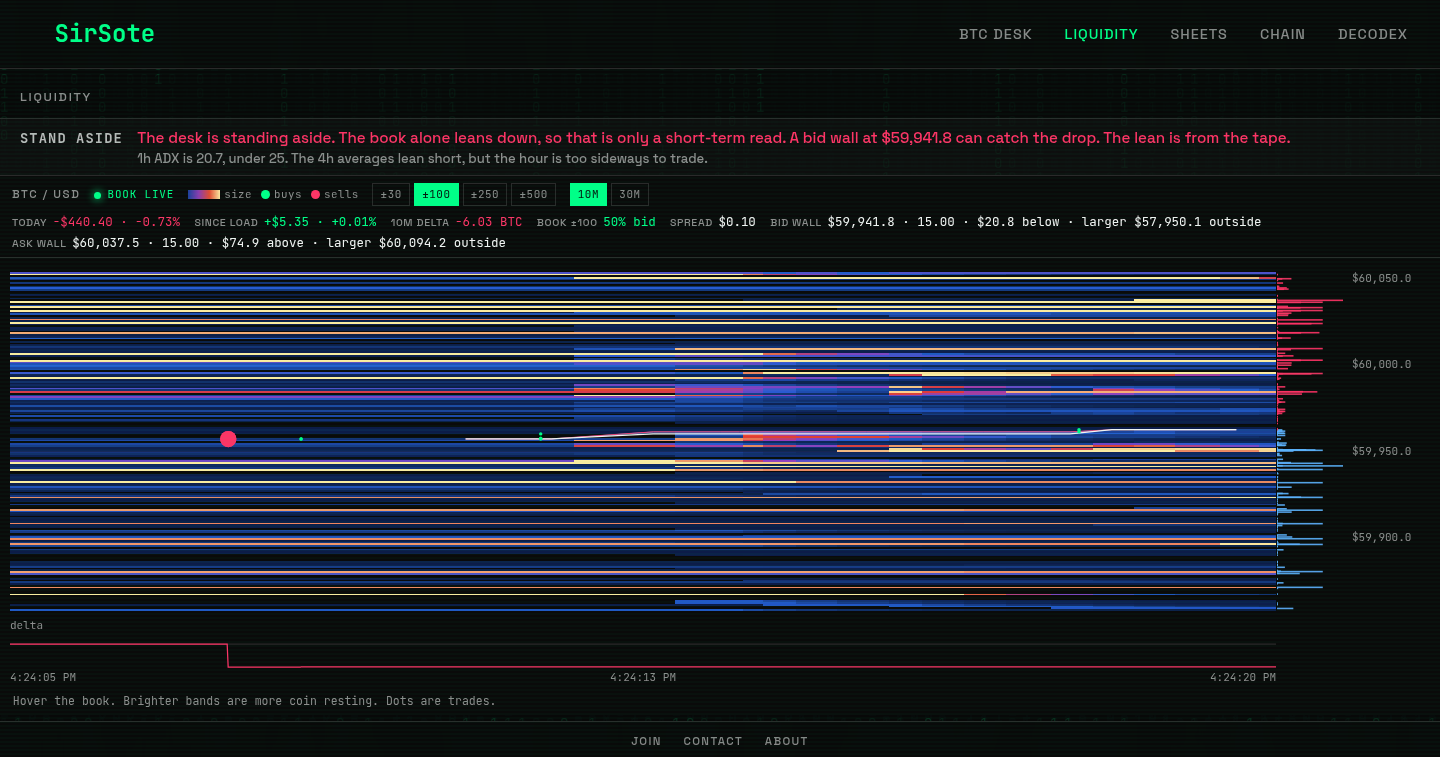 SirSote
BTC DESK LIQUIDITY SHEETS CHAIN DECODEX
LIQUIDITY
STAND ASIDE The desk is standing aside. The book alone leans down, so that is only a short-term read. A bid wall at $59,941.8 can catch the drop. The lean is from the tape.
1h ADX is 20.7, under 25. The 4h averages lean short, but the hour is too sideways to trade.
BTC / USD BOOK LIVE size buys sells ±30 ±100 ±250 ±500 10M 30M
TODAY -$440.40 · -0.73% SINCE LOAD +$5.35 · +0.01% 10M DELTA -6.03 BTC BOOK ±100 50% bid SPREAD $0.10 BID WALL $59,941.8 · 15.00 · $20.8 below · larger $57,950.1 outside
ASK WALL $60,037.5 · 15.00 · $74.9 above · larger $60,094.2 outside
$60,050.0
$60,000.0
$59,950.0
$59,900.0
delta
4:24:05 PM 4:24:13 PM 4:24:20 PM
Hover the book. Brighter bands are more coin resting. Dots are trades.
JOIN CONTACT ABOUT